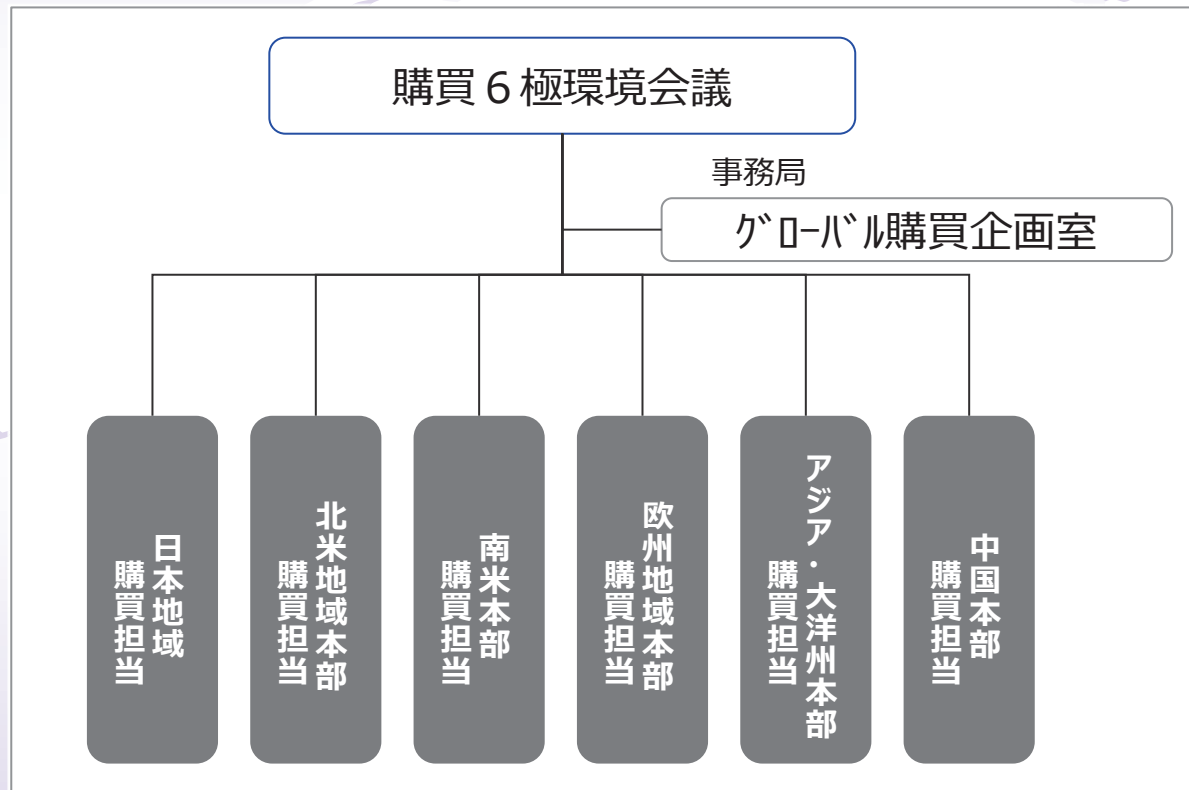 購買６極環境会議
事務局
ｸﾞﾛｰﾊﾞﾙ購買企画室
日本地域
購買担当
北米地域本部
購買担当
南米本部
購買担当
欧州地域本部
購買担当
アジア・大洋州本部
購買担当
中国本部
購買担当